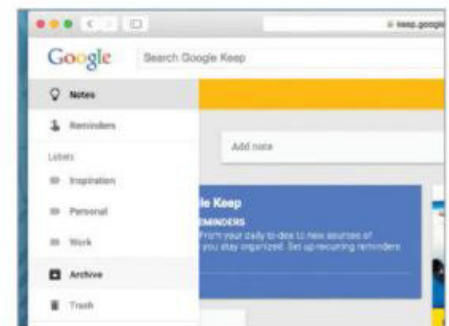 keep.google
Google
Search Google Keep
Notes
Reminders
Add note
Labels
Inspiration
Personal
Work
le Keep
EMINDERS
From your daily to-dos to new sources of
you stay organized. Set up recurring reminders
Archive
Trash